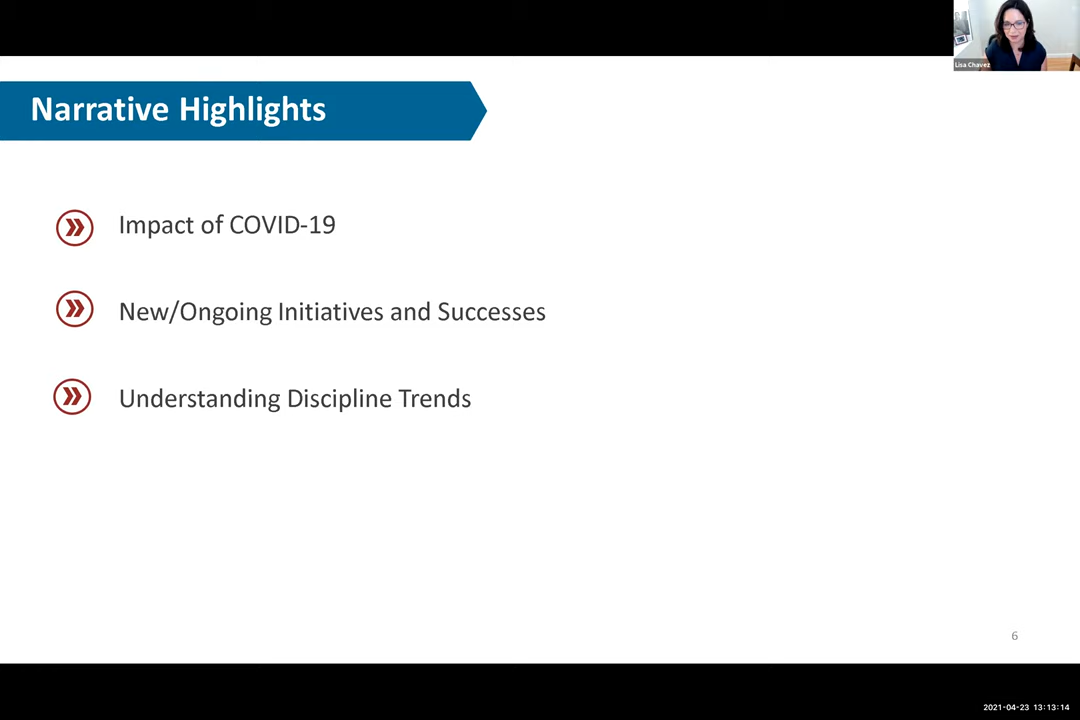 Lisa Chavez
Narrative Highlights
Impact of COVID-19
New/Ongoing Initiatives and Successes
Understanding Discipline Trends
6
2021-04-23 13:13:14